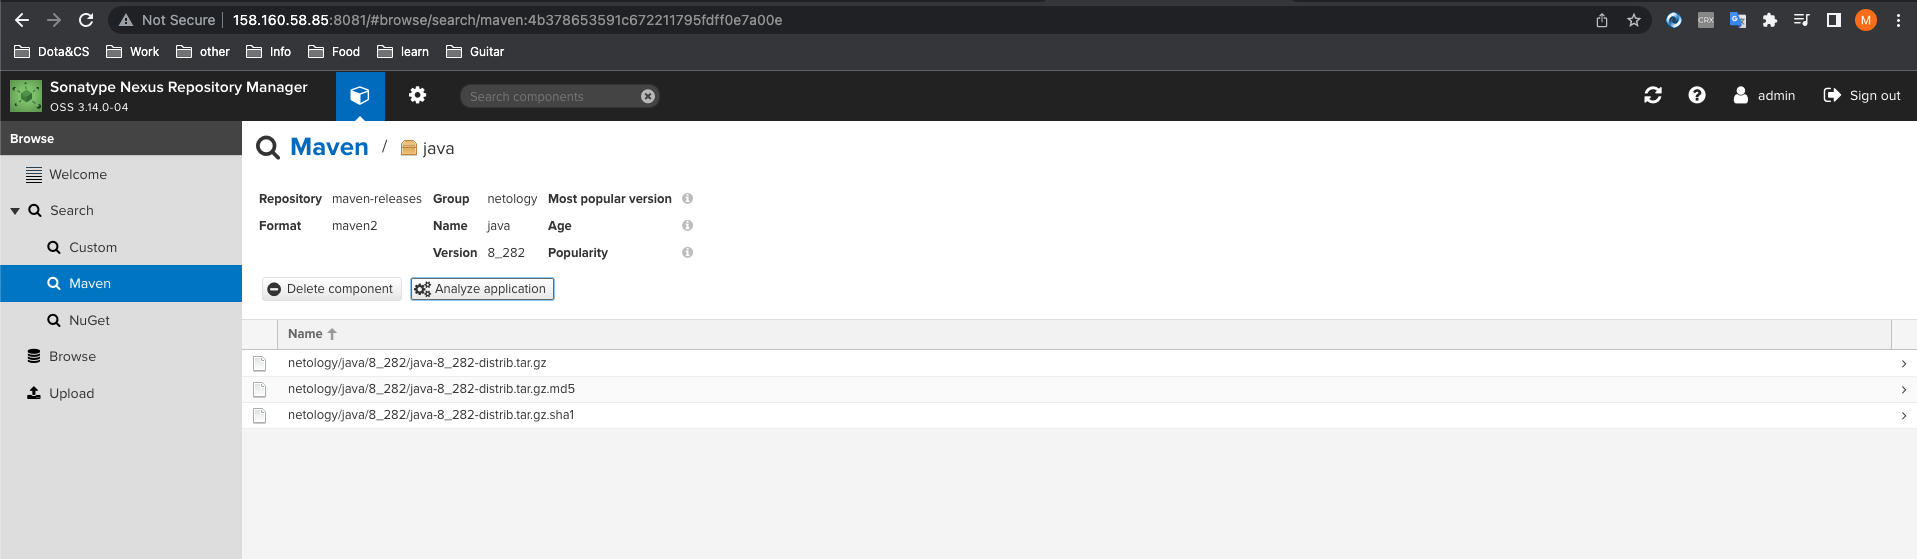 Not Secure 158.160.58.85:8081/#browse/search/maven:4b378653591c672211795fdff0e7a00e CRX M
Dota&CS Work other Info Food learn Guitar
Sonatype Nexus Repository Manager
OSS 3.14.0-04
Search components
admin Sign out
Browse
Welcome
Search
Custom
Maven
NuGet
Browse
Upload
Maven / java
Repository maven-releases Group netology Most popular version
Format maven2 Name java Age
Version 8_282 Popularity
Delete component Analyze application
Name
netology/java/8_282/java-8_282-distrib.tar.gz
netology/java/8_282/java-8_282-distrib.tar.gz.md5
netology/java/8_282/java-8_282-distrib.tar.gz.sha1